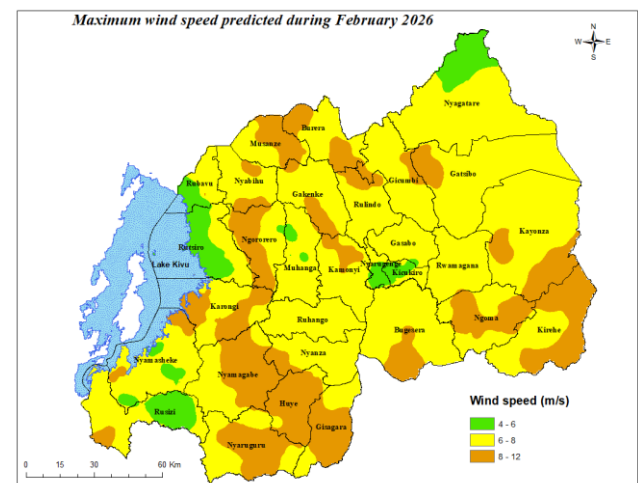 Maximum wind speed predicted during February 2026
N
W E
S
Nyagatare
Burera
Musanze
Rubavu
Nyabihu
Gakenke
Gicumbi
Gatsibo
Rulindo
Rutsiro
Ngororero
Kayonza
Gasabo
Lake Kivu
Muhanga
Kamonyi
Nyarugenge
Kicukiro
Rwamagana
Karongi
Ruhango
Bugesera
Ngoma
Kirehe
Nyanza
Nyamasheke
Nyamagabe
Huye
Rusizi
Gisagara
Nyaruguru
Wind speed (m/s)
4 - 6
6 - 8
8 - 12
0 15 30 60 Km